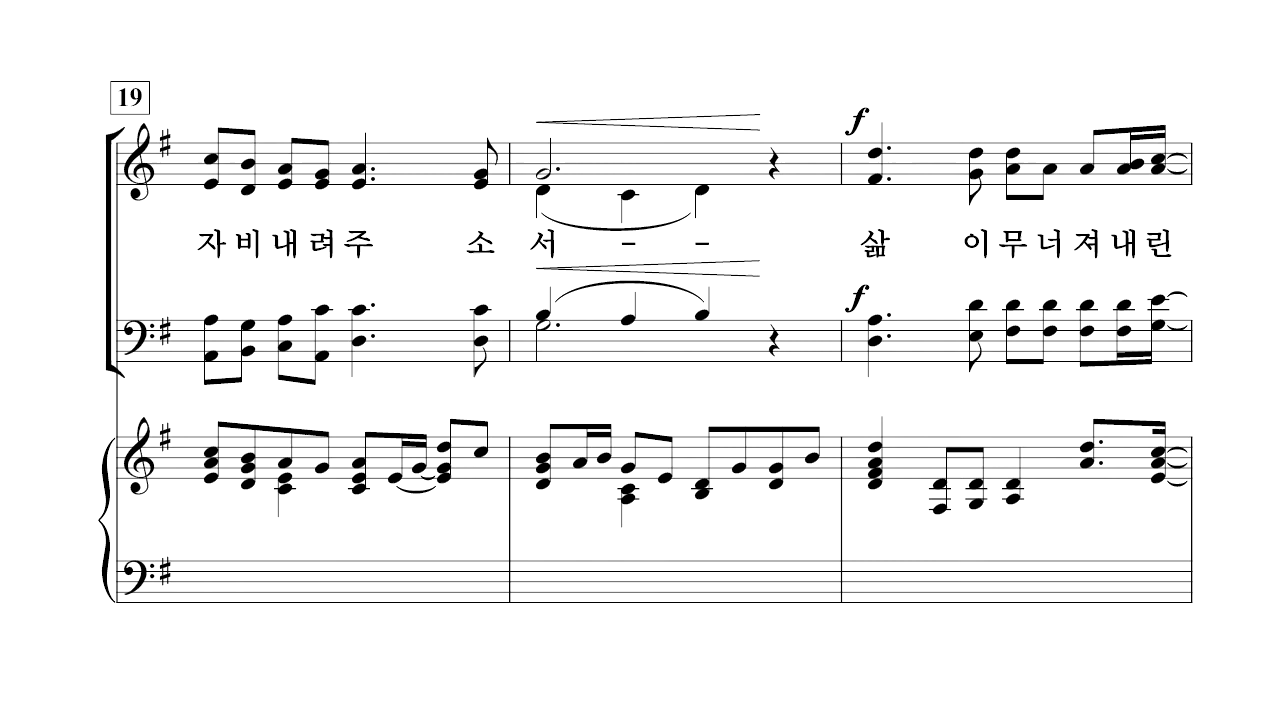 19
f
자 비 내 려 주 소 서 - - 삶 이 무 너 져 내 린
f